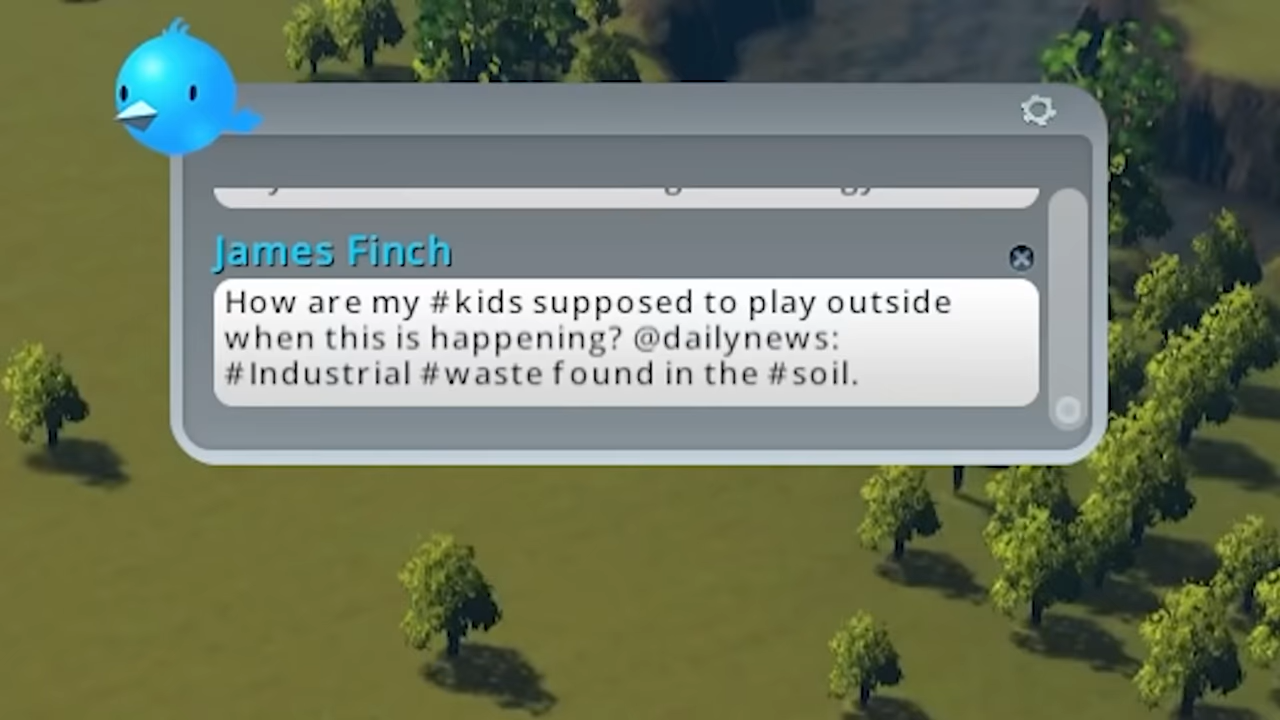 James Finch
How are my #kids supposed to play outside
when this is happening? @dailynews:
#Industrial #waste found in the #soil.